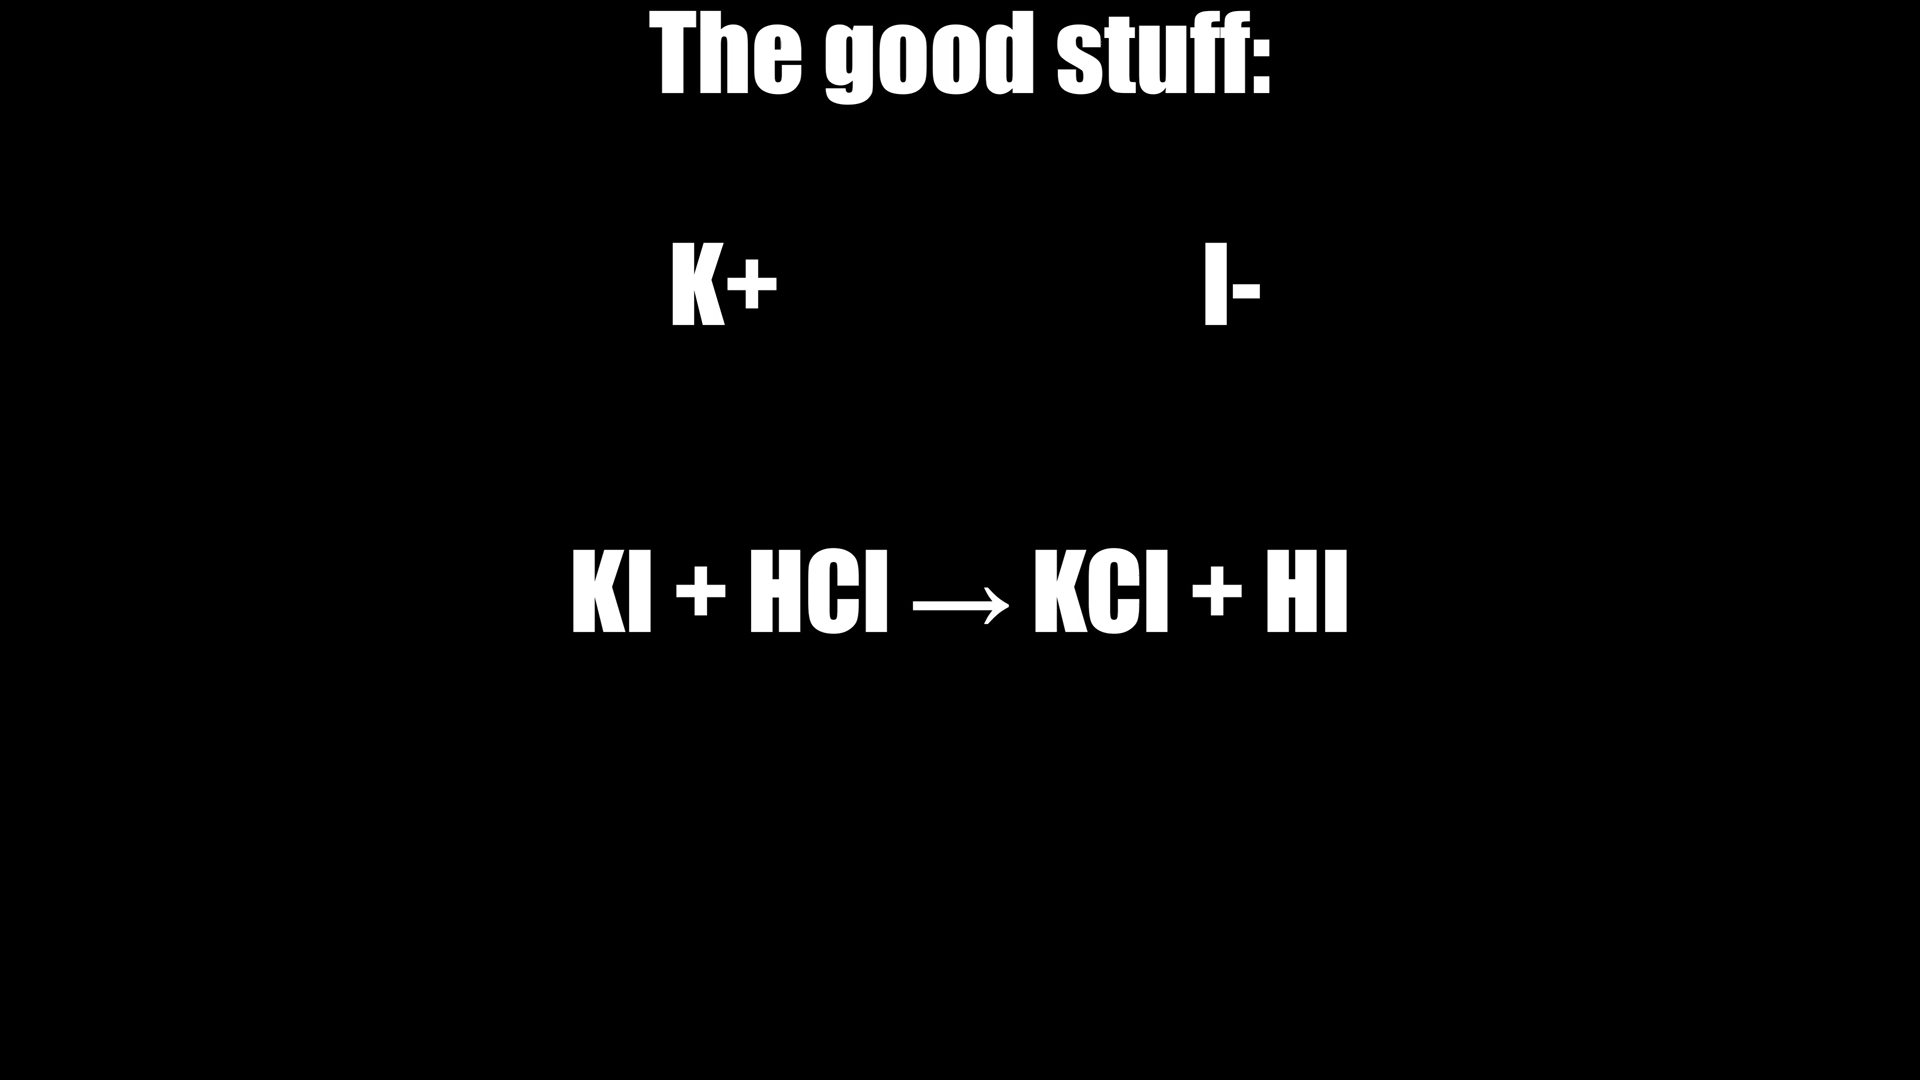 The good stuff:
K+ I-
KI + HCl → KCl + HI